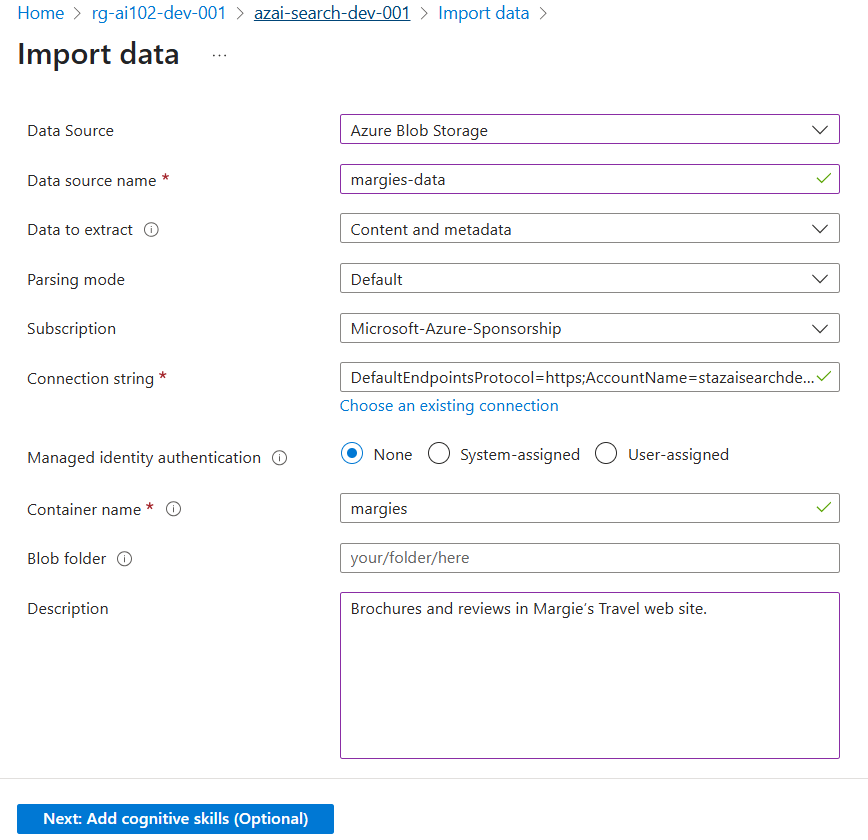 Home > rg-ai102-dev-001 > azai-search-dev-001 > Import data >
Import data ...
Data Source Azure Blob Storage
Data source name * margies-data
Data to extract Content and metadata
Parsing mode Default
Subscription Microsoft-Azure-Sponsorship
Connection string * DefaultEndpointsProtocol=https;AccountName=stazaisearchde...
Choose an existing connection
Managed identity authentication None System-assigned User-assigned
Container name * margies
Blob folder your/folder/here
Description Brochures and reviews in Margie’s Travel web site.
Next: Add cognitive skills (Optional)